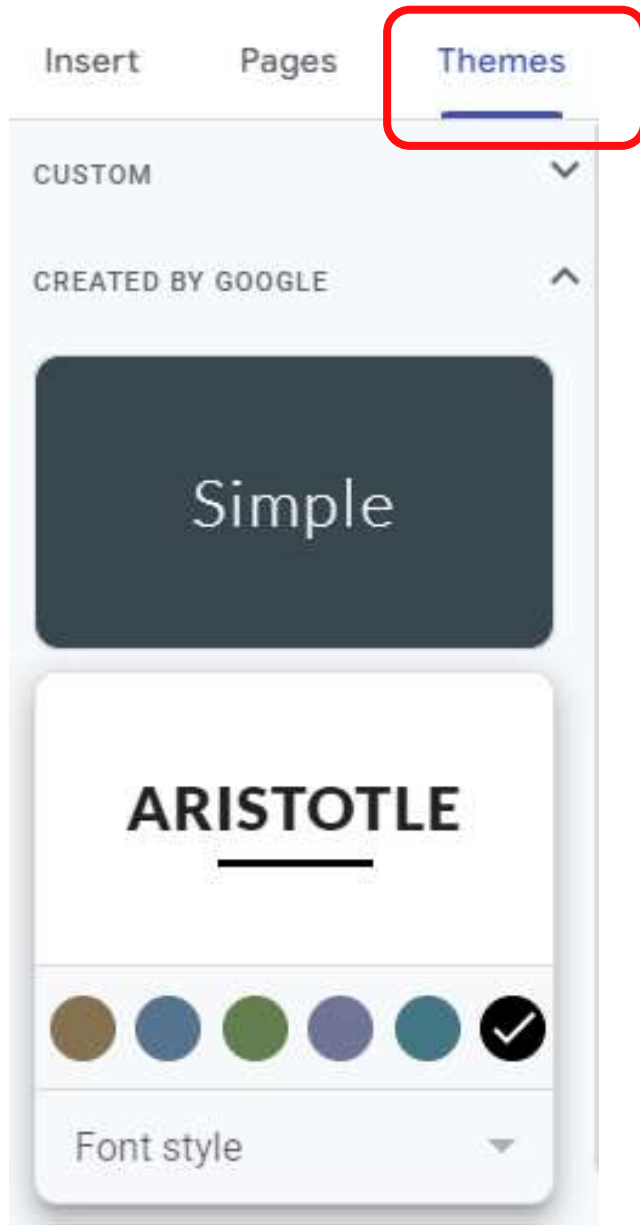 Insert Pages Themes
CUSTOM
CREATED BY GOOGLE
Simple
ARISTOTLE
Font style